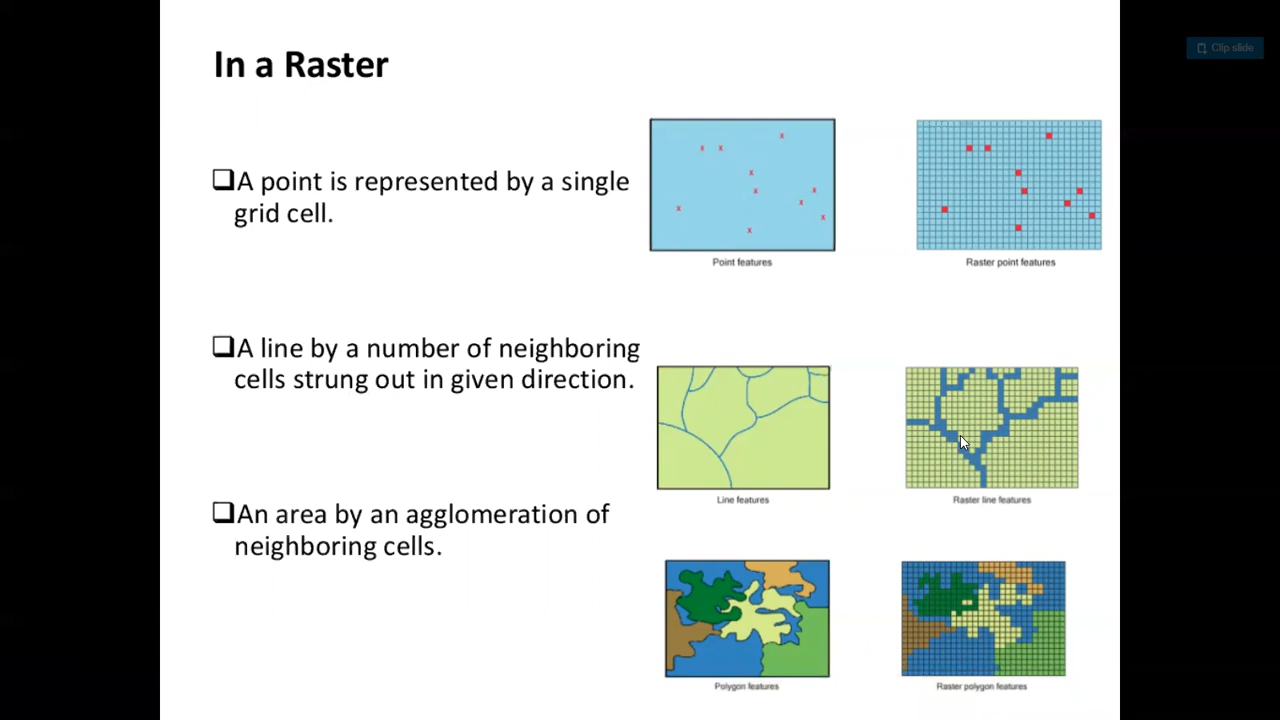 Clip slide
In a Raster
❑A point is represented by a single
grid cell.
Point features
Raster point features
❑A line by a number of neighboring
cells strung out in given direction.
Line features
Raster line features
❑An area by an agglomeration of
neighboring cells.
Polygon features
Raster polygon features